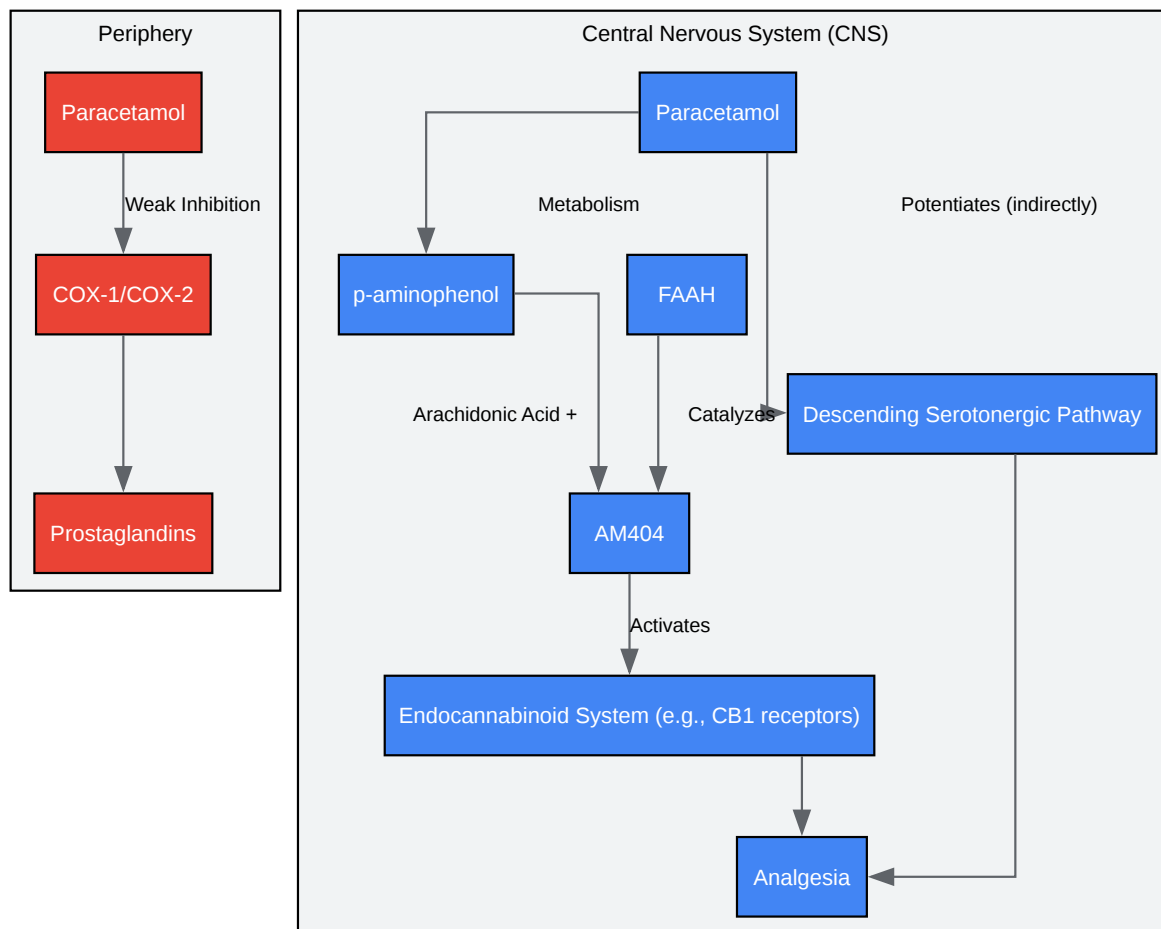 Periphery
Paracetamol
Weak Inhibition
COX-1/COX-2
Prostaglandins
Central Nervous System (CNS)
Paracetamol
Metabolism
Potentiates (indirectly)
p-aminophenol
FAAH
Arachidonic Acid +
Catalyzes
Descending Serotonergic Pathway
AM404
Activates
Endocannabinoid System (e.g., CB1 receptors)
Analgesia